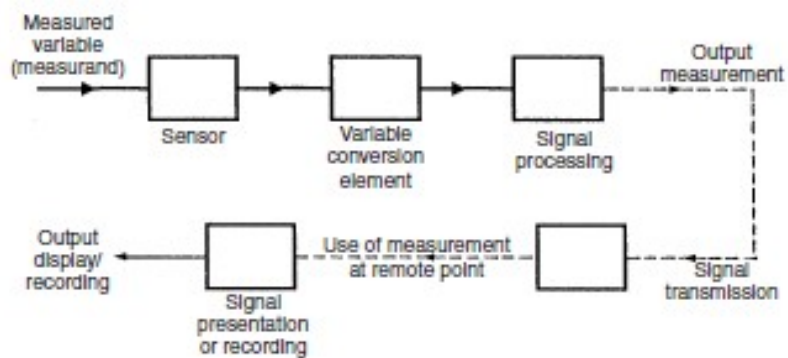 Measured
variable
(measurand)
Sensor
Variable
conversion
element
Signal
processing
Output
measurement
Output
display/
recording
Signal
presentation
or recording
Use of measurement
at remote point
Signal
transmission